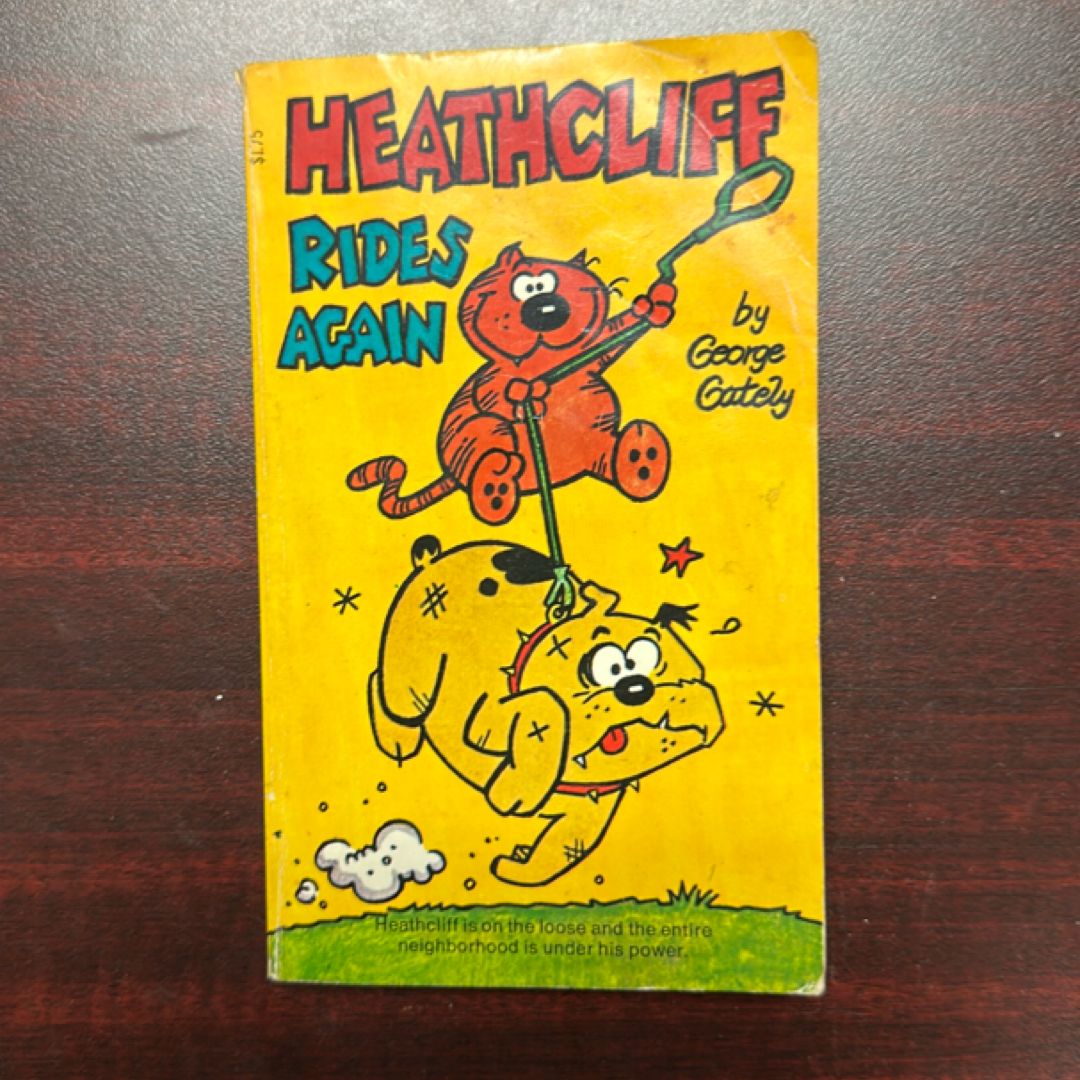 $1.75
HEATHCLIFF
RIDES
AGAIN
by
George
Gately
Heathcliff is on the loose and the entire
neighborhood is under his power.